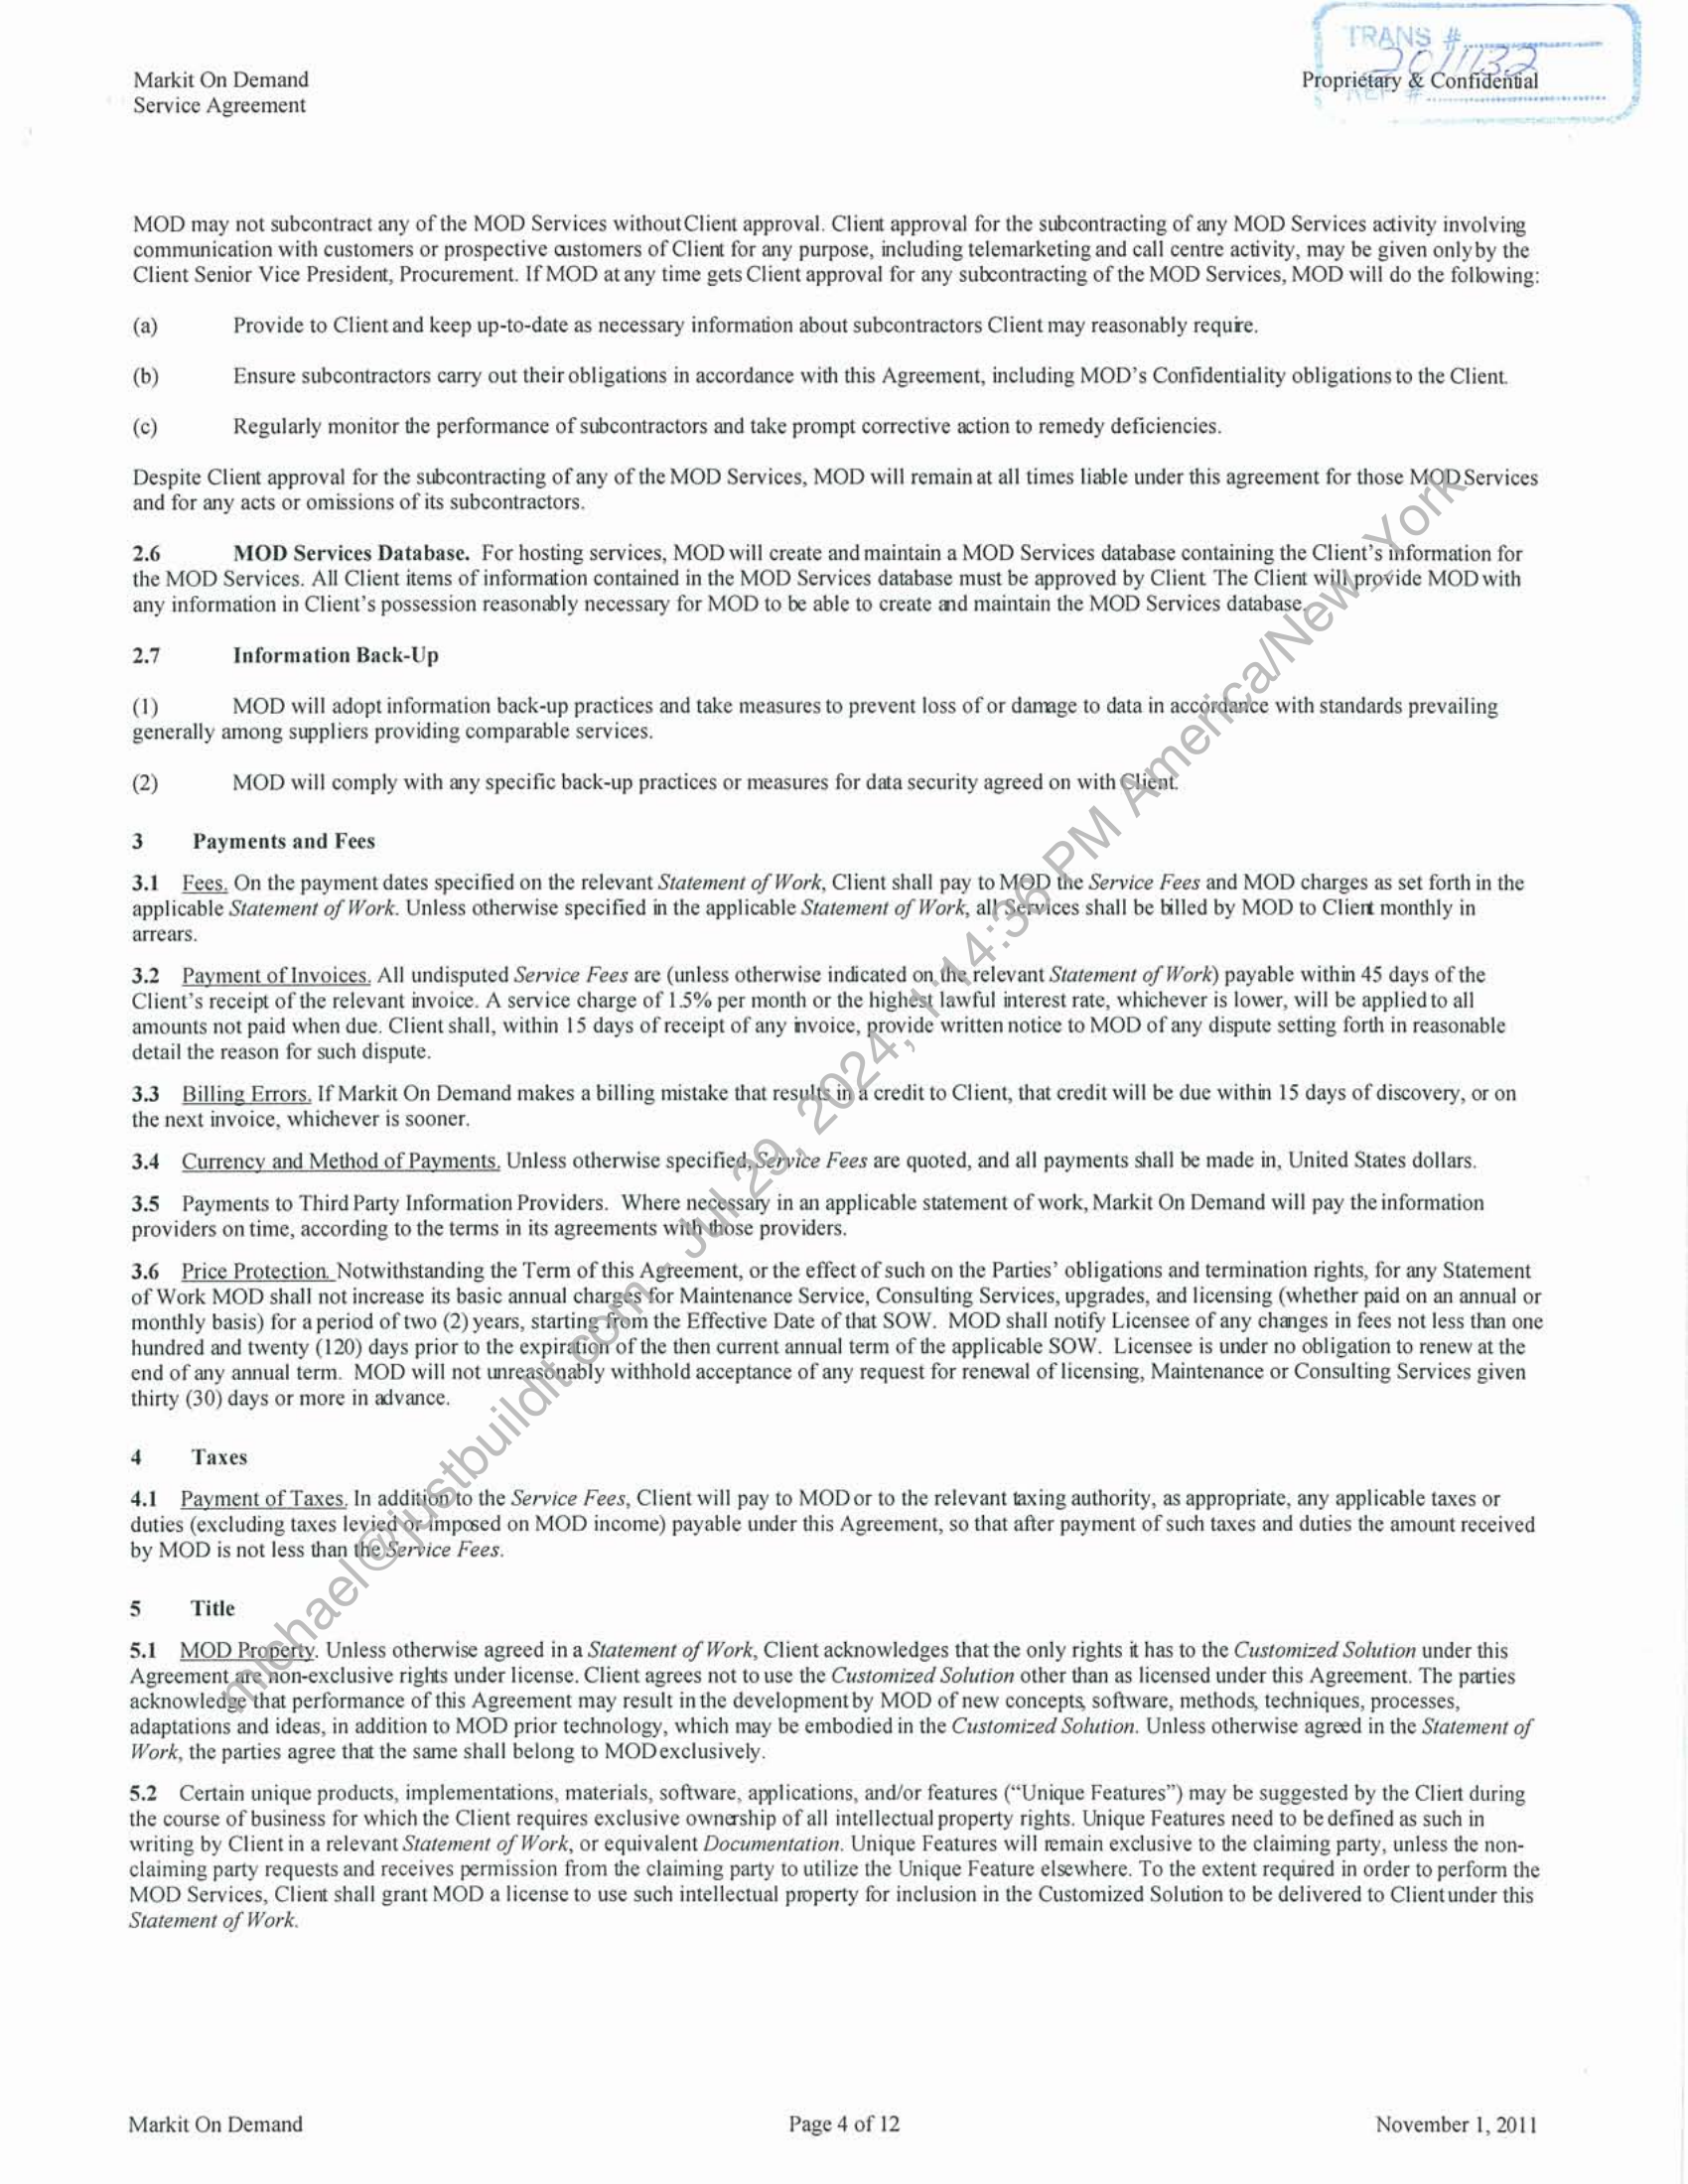 TRANS #
2011132
REF #
Markit On Demand
Proprietary & Confidential
Service Agreement
MOD may not subcontract any of the MOD Services without Client approval. Client approval for the subcontracting of any MOD Services activity involving
communication with customers or prospective customers of Client for any purpose, including telemarketing and call centre activity, may be given only by the
Client Senior Vice President, Procurement. If MOD at any time gets Client approval for any subcontracting of the MOD Services, MOD will do the following:
(a) Provide to Client and keep up-to-date as necessary information about subcontractors Client may reasonably require.
(b) Ensure subcontractors carry out their obligations in accordance with this Agreement, including MOD's Confidentiality obligations to the Client.
(c) Regularly monitor the performance of subcontractors and take prompt corrective action to remedy deficiencies.
Despite Client approval for the subcontracting of any of the MOD Services, MOD will remain at all times liable under this agreement for those MOD Services
and for any acts or omissions of its subcontractors.
2.6 MOD Services Database. For hosting services, MOD will create and maintain a MOD Services database containing the Client's information for
the MOD Services. All Client items of information contained in the MOD Services database must be approved by Client. The Client will provide MOD with
any information in Client's possession reasonably necessary for MOD to be able to create and maintain the MOD Services database.
2.7 Information Back-Up
(1) MOD will adopt information back-up practices and take measures to prevent loss of or damage to data in accordance with standards prevailing
generally among suppliers providing comparable services.
(2) MOD will comply with any specific back-up practices or measures for data security agreed on with Client.
3 Payments and Fees
3.1 Fees. On the payment dates specified on the relevant Statement of Work, Client shall pay to MOD the Service Fees and MOD charges as set forth in the
applicable Statement of Work. Unless otherwise specified in the applicable Statement of Work, all Services shall be billed by MOD to Client monthly in
arrears.
3.2 Payment of Invoices. All undisputed Service Fees are (unless otherwise indicated on the relevant Statement of Work) payable within 45 days of the
Client's receipt of the relevant invoice. A service charge of 1.5% per month or the highest lawful interest rate, whichever is lower, will be applied to all
amounts not paid when due. Client shall, within 15 days of receipt of any invoice, provide written notice to MOD of any dispute setting forth in reasonable
detail the reason for such dispute.
3.3 Billing Errors. If Markit On Demand makes a billing mistake that results in a credit to Client, that credit will be due within 15 days of discovery, or on
the next invoice, whichever is sooner.
3.4 Currency and Method of Payments. Unless otherwise specified, Service Fees are quoted, and all payments shall be made in, United States dollars.
3.5 Payments to Third Party Information Providers. Where necessary in an applicable statement of work, Markit On Demand will pay the information
providers on time, according to the terms in its agreements with those providers.
3.6 Price Protection. Notwithstanding the Term of this Agreement, or the effect of such on the Parties' obligations and termination rights, for any Statement
of Work MOD shall not increase its basic annual charges for Maintenance Service, Consulting Services, upgrades, and licensing (whether paid on an annual or
monthly basis) for a period of two (2) years, starting from the Effective Date of that SOW. MOD shall notify Licensee of any changes in fees not less than one
hundred and twenty (120) days prior to the expiration of the then current annual term of the applicable SOW. Licensee is under no obligation to renew at the
end of any annual term. MOD will not unreasonably withhold acceptance of any request for renewal of licensing, Maintenance or Consulting Services given
thirty (30) days or more in advance.
4 Taxes
4.1 Payment of Taxes. In addition to the Service Fees, Client will pay to MOD or to the relevant taxing authority, as appropriate, any applicable taxes or
duties (excluding taxes levied or imposed on MOD income) payable under this Agreement, so that after payment of such taxes and duties the amount received
by MOD is not less than the Service Fees.
5 Title
5.1 MOD Property. Unless otherwise agreed in a Statement of Work, Client acknowledges that the only rights it has to the Customized Solution under this
Agreement are non-exclusive rights under license. Client agrees not to use the Customized Solution other than as licensed under this Agreement. The parties
acknowledge that performance of this Agreement may result in the development by MOD of new concepts, software, methods, techniques, processes,
adaptations and ideas, in addition to MOD prior technology, which may be embodied in the Customized Solution. Unless otherwise agreed in the Statement of
Work, the parties agree that the same shall belong to MOD exclusively.
5.2 Certain unique products, implementations, materials, software, applications, and/or features ("Unique Features") may be suggested by the Client during
the course of business for which the Client requires exclusive ownership of all intellectual property rights. Unique Features need to be defined as such in
writing by Client in a relevant Statement of Work, or equivalent Documentation. Unique Features will remain exclusive to the claiming party, unless the non-
claiming party requests and receives permission from the claiming party to utilize the Unique Feature elsewhere. To the extent required in order to perform the
MOD Services, Client shall grant MOD a license to use such intellectual property for inclusion in the Customized Solution to be delivered to Client under this
Statement of Work.
michael@justbuildit.com - Jul 29, 2024, 1:14:36 PM America/New_York
Markit On Demand
Page 4 of 12
November 1, 2011